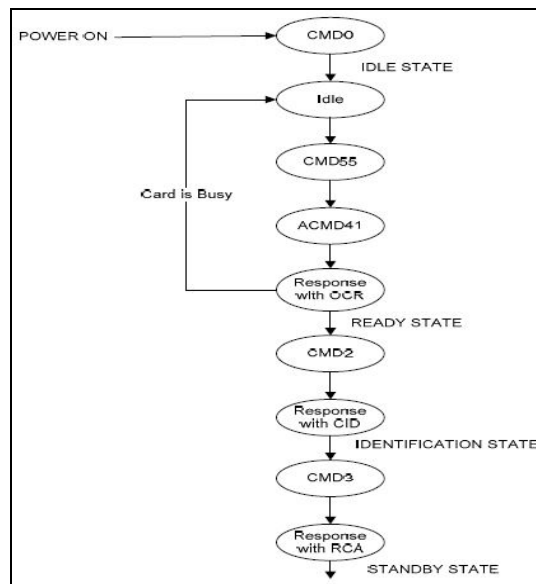 POWER ON
CMD0
IDLE STATE
Idle
CMD55
Card is Busy
ACMD41
Response
with OCR
READY STATE
CMD2
Response
with CID
IDENTIFICATION STATE
CMD3
Response
with RCA
STANDBY STATE